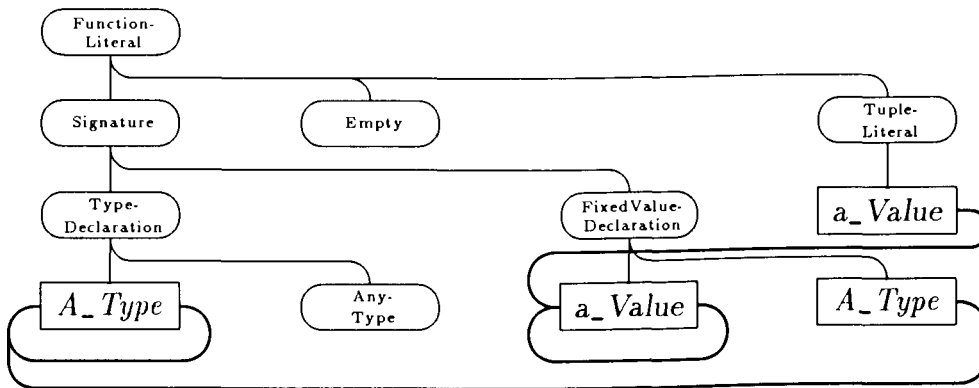 Function-
Literal
Signature
Empty
Tuple-
Literal
Type-
Declaration
FixedValue-
Declaration
a_Value
A_Type
Any-
Type
a_Value
A_Type